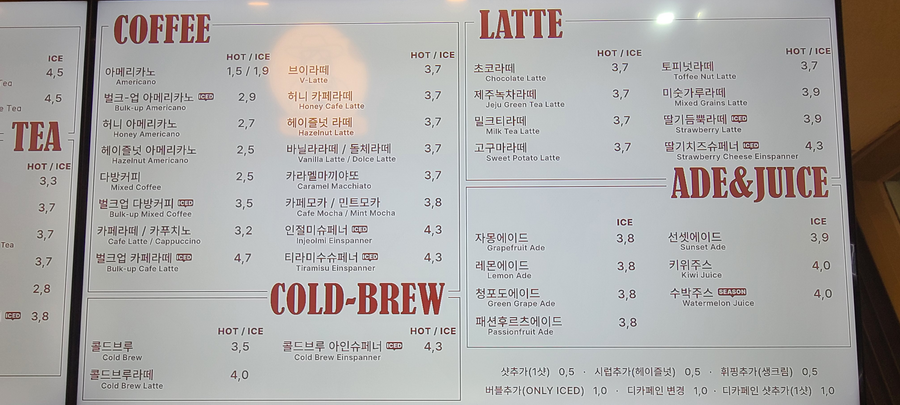 ICE
4,5
Tea
4,5
e Tea
TEA
HOT / ICE
3,3
3,7
3,7
Tea
3,7
2,8
ICED 3,8
COFFEE
HOT / ICE
아메리카노 1,5 / 1,9
Americano
벌크-업 아메리카노 ICED 2,9
Bulk-up Americano
허니 아메리카노 2,7
Honey Americano
헤이즐넛 아메리카노 2,5
Hazelnut Americano
다방커피 2,5
Mixed Coffee
벌크업 다방커피 ICED 3,5
Bulk-up Mixed Coffee
카페라떼 / 카푸치노 3,2
Cafe Latte / Cappuccino
벌크업 카페라떼 ICED 4,7
Bulk-up Cafe Latte
HOT / ICE
브이라떼 3,7
V-Latte
허니 카페라떼 3,7
Honey Cafe Latte
헤이즐넛 라떼 3,7
Hazelnut Latte
바닐라라떼 / 돌체라떼 3,7
Vanilla Latte / Dolce Latte
카라멜마끼야또 3,7
Caramel Macchiato
카페모카 / 민트모카 3,8
Cafe Mocha / Mint Mocha
인절미슈페너 ICED 4,3
Injeolmi Einspanner
티라미수슈페너 ICED 4,3
Tiramisu Einspanner
COLD-BREW
HOT / ICE
콜드브루 3,5
Cold Brew
콜드브루라떼 4,0
Cold Brew Latte
HOT / ICE
콜드브루 아인슈페너 ICED 4,3
Cold Brew Einspanner
LATTE
HOT / ICE
초코라떼 3,7
Chocolate Latte
제주녹차라떼 3,7
Jeju Green Tea Latte
밀크티라떼 3,7
Milk Tea Latte
고구마라떼 3,7
Sweet Potato Latte
HOT / ICE
토피넛라떼 3,7
Toffee Nut Latte
미숫가루라떼 3,9
Mixed Grains Latte
딸기듬뿍라떼 ICED 3,9
Strawberry Latte
딸기치즈슈페너 ICED 4,3
Strawberry Cheese Einspanner
ADE&JUICE
ICE
자몽에이드 3,8
Grapefruit Ade
레몬에이드 3,8
Lemon Ade
청포도에이드 3,8
Green Grape Ade
패션후르츠에이드 3,8
Passionfruit Ade
ICE
선셋에이드 3,9
Sunset Ade
키위주스 4,0
Kiwi Juice
수박주스 SEASON 4,0
Watermelon Juice
샷추가(1샷) 0,5 · 시럽추가(헤이즐넛) 0,5 · 휘핑추가(생크림) 0,5
버블추가(ONLY ICED) 1,0 · 디카페인 변경 1,0 · 디카페인 샷추가(1샷) 1,0